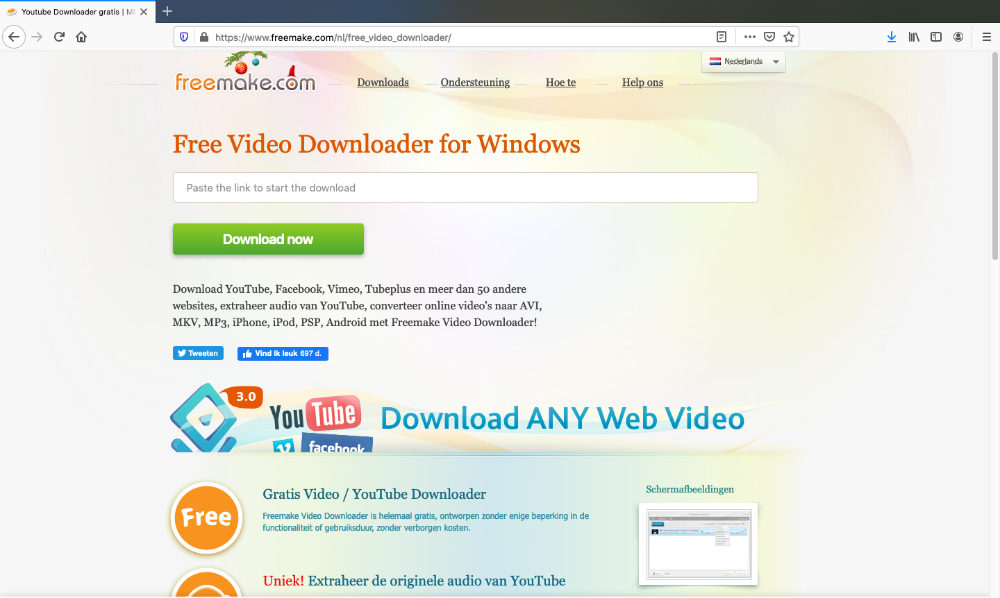 Youtube Downloader gratis | MP
https://www.freemake.com/nl/free_video_downloader/
freemake.com
Downloads
Ondersteuning
Hoe te
Help ons
Nederlands
Free Video Downloader for Windows
Paste the link to start the download
Download now
Download YouTube, Facebook, Vimeo, Tubeplus en meer dan 50 andere
websites, extraheer audio van YouTube, converteer online video's naar AVI,
MKV, MP3, iPhone, iPod, PSP, Android met Freemake Video Downloader!
Tweeten
Vind ik leuk 697 d.
3.0
YouTube
facebook
Download ANY Web Video
Free
Gratis Video / YouTube Downloader
Freemake Video Downloader is helemaal gratis, ontworpen zonder enige beperking in de
functionaliteit of gebruiksduur, zonder verborgen kosten.
Schermafbeeldingen
Uniek! Extraheer de originele audio van YouTube